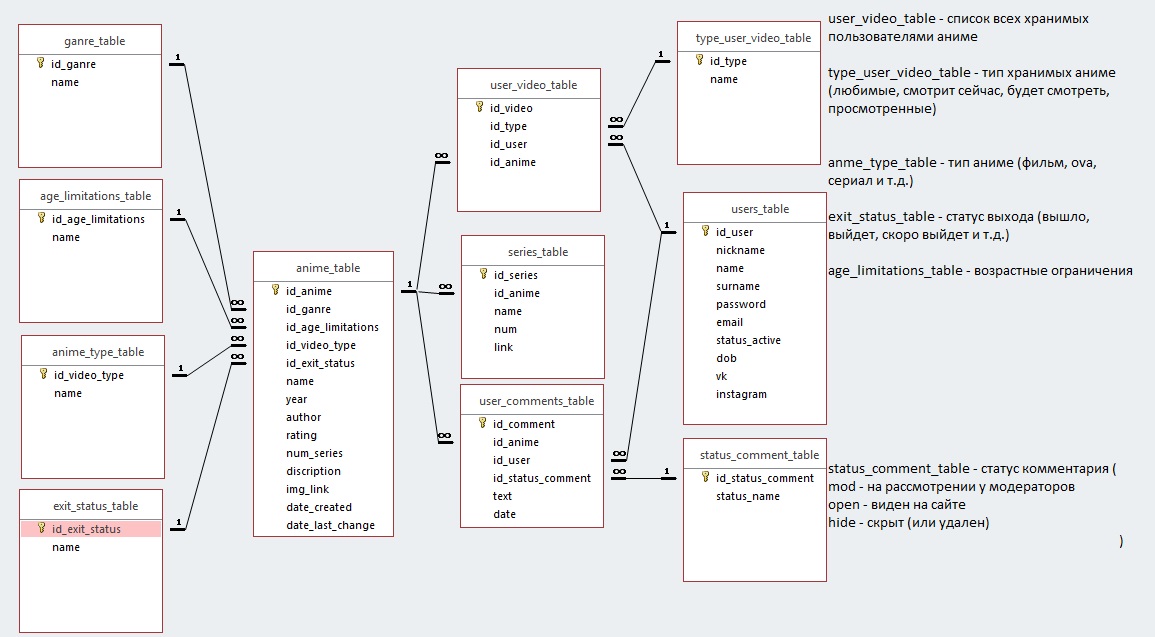 ganre_table
id_ganre
name
age_limitations_table
id_age_limitations
name
anime_type_table
id_video_type
name
exit_status_table
id_exit_status
name
1
1
1
1
∞
∞
∞
∞
anime_table
id_anime
id_ganre
id_age_limitations
id_video_type
id_exit_status
name
year
author
rating
num_series
discription
img_link
date_created
date_last_change
1
∞
∞
∞
user_video_table
id_video
id_type
id_user
id_anime
series_table
id_series
id_anime
name
num
link
user_comments_table
id_comment
id_anime
id_user
id_status_comment
text
date
∞
∞
∞
∞
1
1
1
type_user_video_table
id_type
name
users_table
id_user
nickname
name
surname
password
email
status_active
dob
vk
instagram
status_comment_table
id_status_comment
status_name
user_video_table - список всех хранимых
пользователями аниме
type_user_video_table - тип хранимых аниме
(любимые, смотрит сейчас, будет смотреть,
просмотренные)
anme_type_table - тип аниме (фильм, ova,
сериал и т.д.)
exit_status_table - статус выхода (вышло,
выйдет, скоро выйдет и т.д.)
age_limitations_table - возрастные ограничения
status_comment_table - статус комментария (
mod - на рассмотрении у модераторов
open - виден на сайте
hide - скрыт (или удален)
)